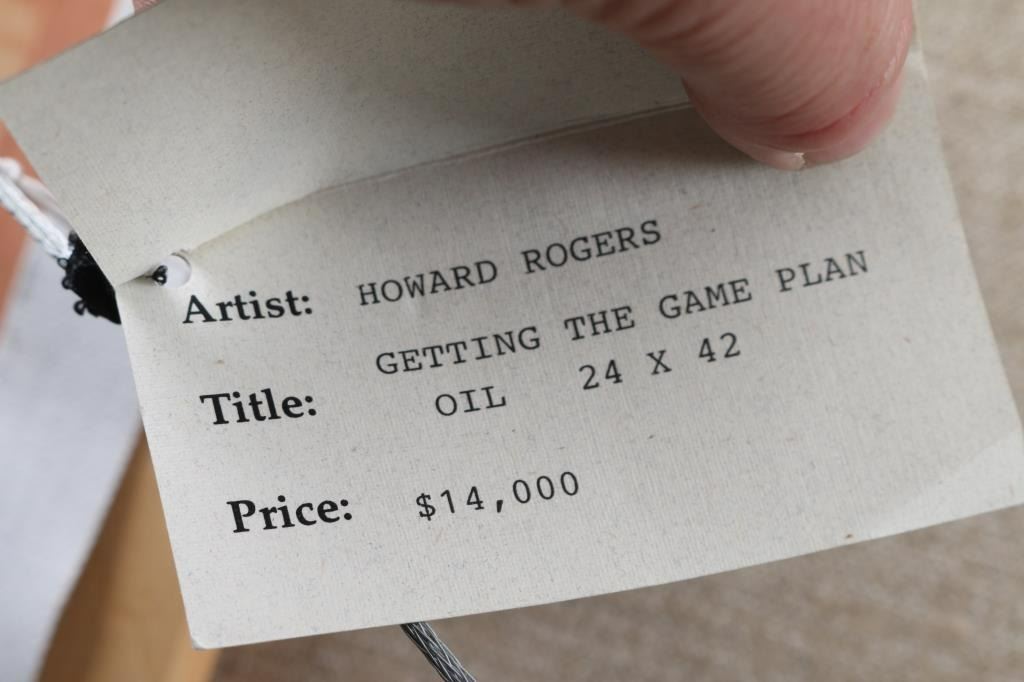 Artist: HOWARD ROGERS
GETTING THE GAME PLAN
Title: OIL 24 X 42
Price: $14,000